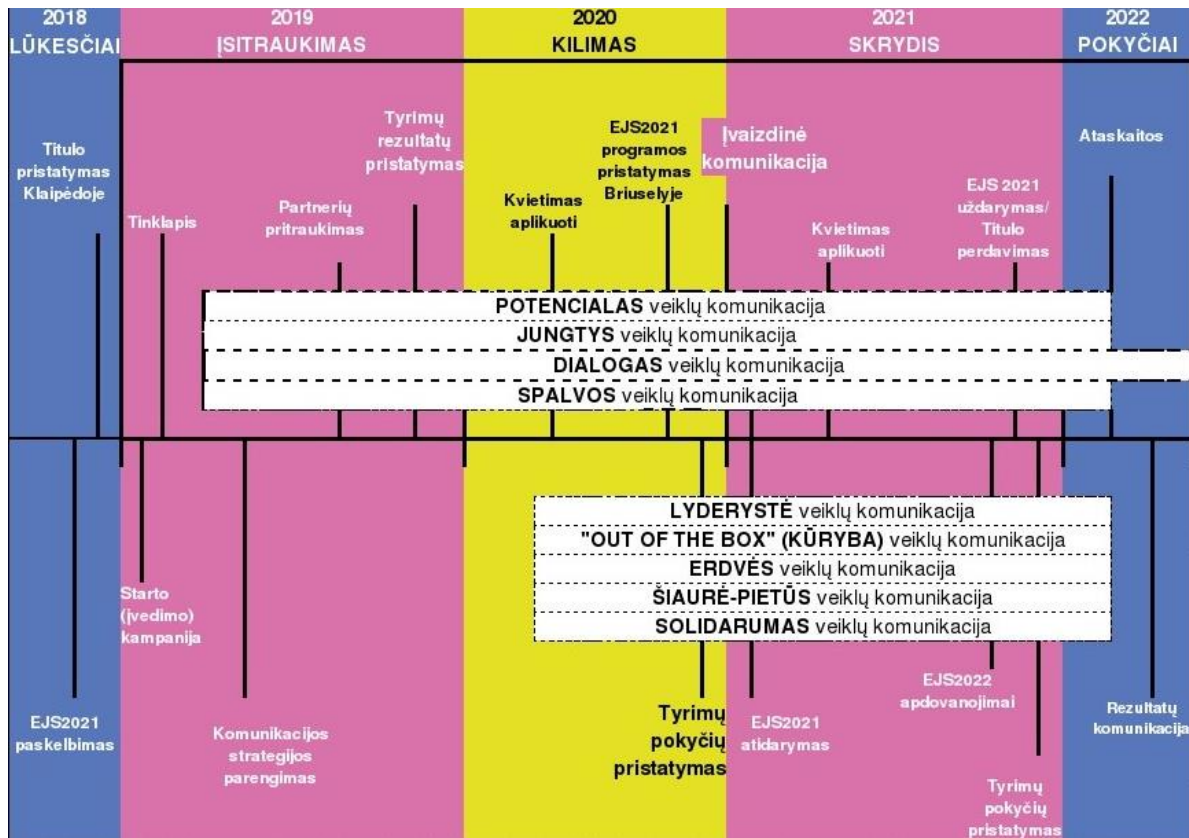 2018
LŪKESČIAI
2019
ĮSITRAUKIMAS
2020
KILIMAS
2021
SKRYDIS
2022
POKYČIAI
Titulo
pristatymas
Klaipėdoje
Tinklapis
Partnerių
pritraukimas
Tyrimų
rezultatų
pristatymas
Kvietimas
aplikuoti
EJS2021
programos
pristatymas
Briuselyje
Įvaizdinė
komunikacija
Kvietimas
aplikuoti
EJS 2021
uždarymas/
Titulo
perdavimas
Ataskaitos
POTENCIALAS veiklų komunikacija
JUNGTYS veiklų komunikacija
DIALOGAS veiklų komunikacija
SPALVOS veiklų komunikacija
LYDERYSTĖ veiklų komunikacija
"OUT OF THE BOX" (KŪRYBA) veiklų komunikacija
ERDVĖS veiklų komunikacija
ŠIAURĖ-PIETŪS veiklų komunikacija
SOLIDARUMAS veiklų komunikacija
EJS2021
paskelbimas
Starto
(įvedimo)
kampanija
Komunikacijos
strategijos
parengimas
Tyrimų
pokyčių
pristatymas
EJS2021
atidarymas
EJS2022
apdovanojimai
Tyrimų
pokyčių
pristatymas
Rezultatų
komunikacija